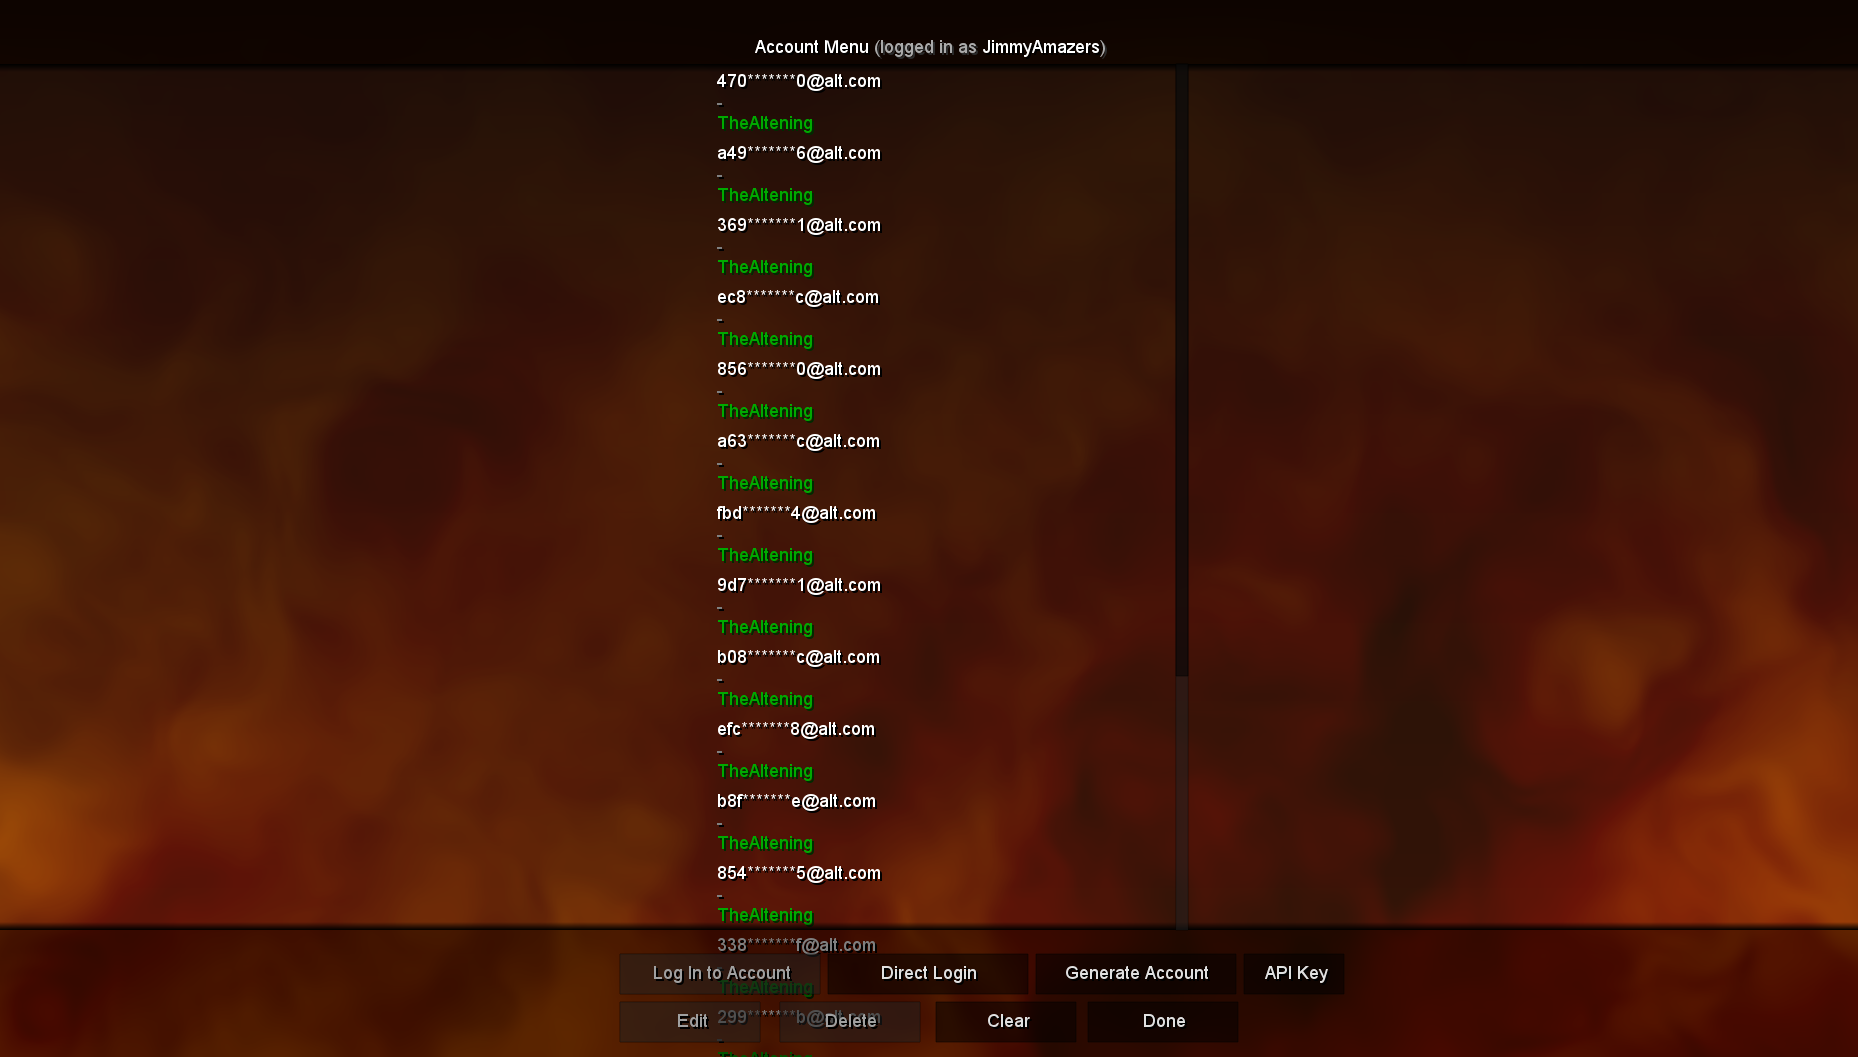 Account Menu (logged in as JimmyAmazers)
470*******0@alt.com
-
TheAltening
a49*******6@alt.com
-
TheAltening
369*******1@alt.com
-
TheAltening
ec8*******c@alt.com
-
TheAltening
856*******0@alt.com
-
TheAltening
a63*******c@alt.com
-
TheAltening
fbd*******4@alt.com
-
TheAltening
9d7*******1@alt.com
-
TheAltening
b08*******c@alt.com
-
TheAltening
efc*******8@alt.com
-
TheAltening
b8f*******e@alt.com
-
TheAltening
854*******5@alt.com
-
TheAltening
338*******f@alt.com
Log In to Account Direct Login Generate Account API Key
TheAltening
299*******b@alt.com
Edit Delete Clear Done
-
TheAltening